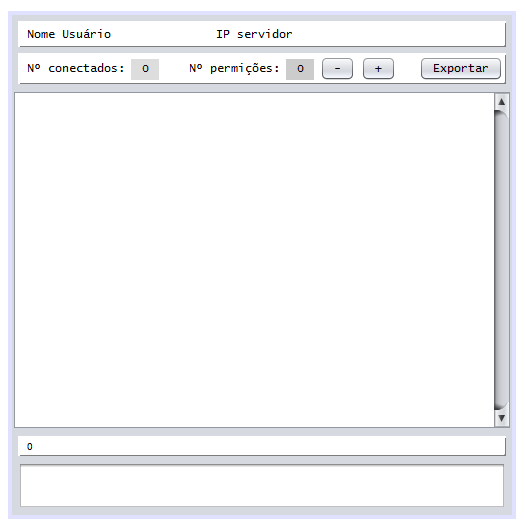 Nome Usuário IP servidor
Nº conectados: 0 Nº permições: 0 - + Exportar
0